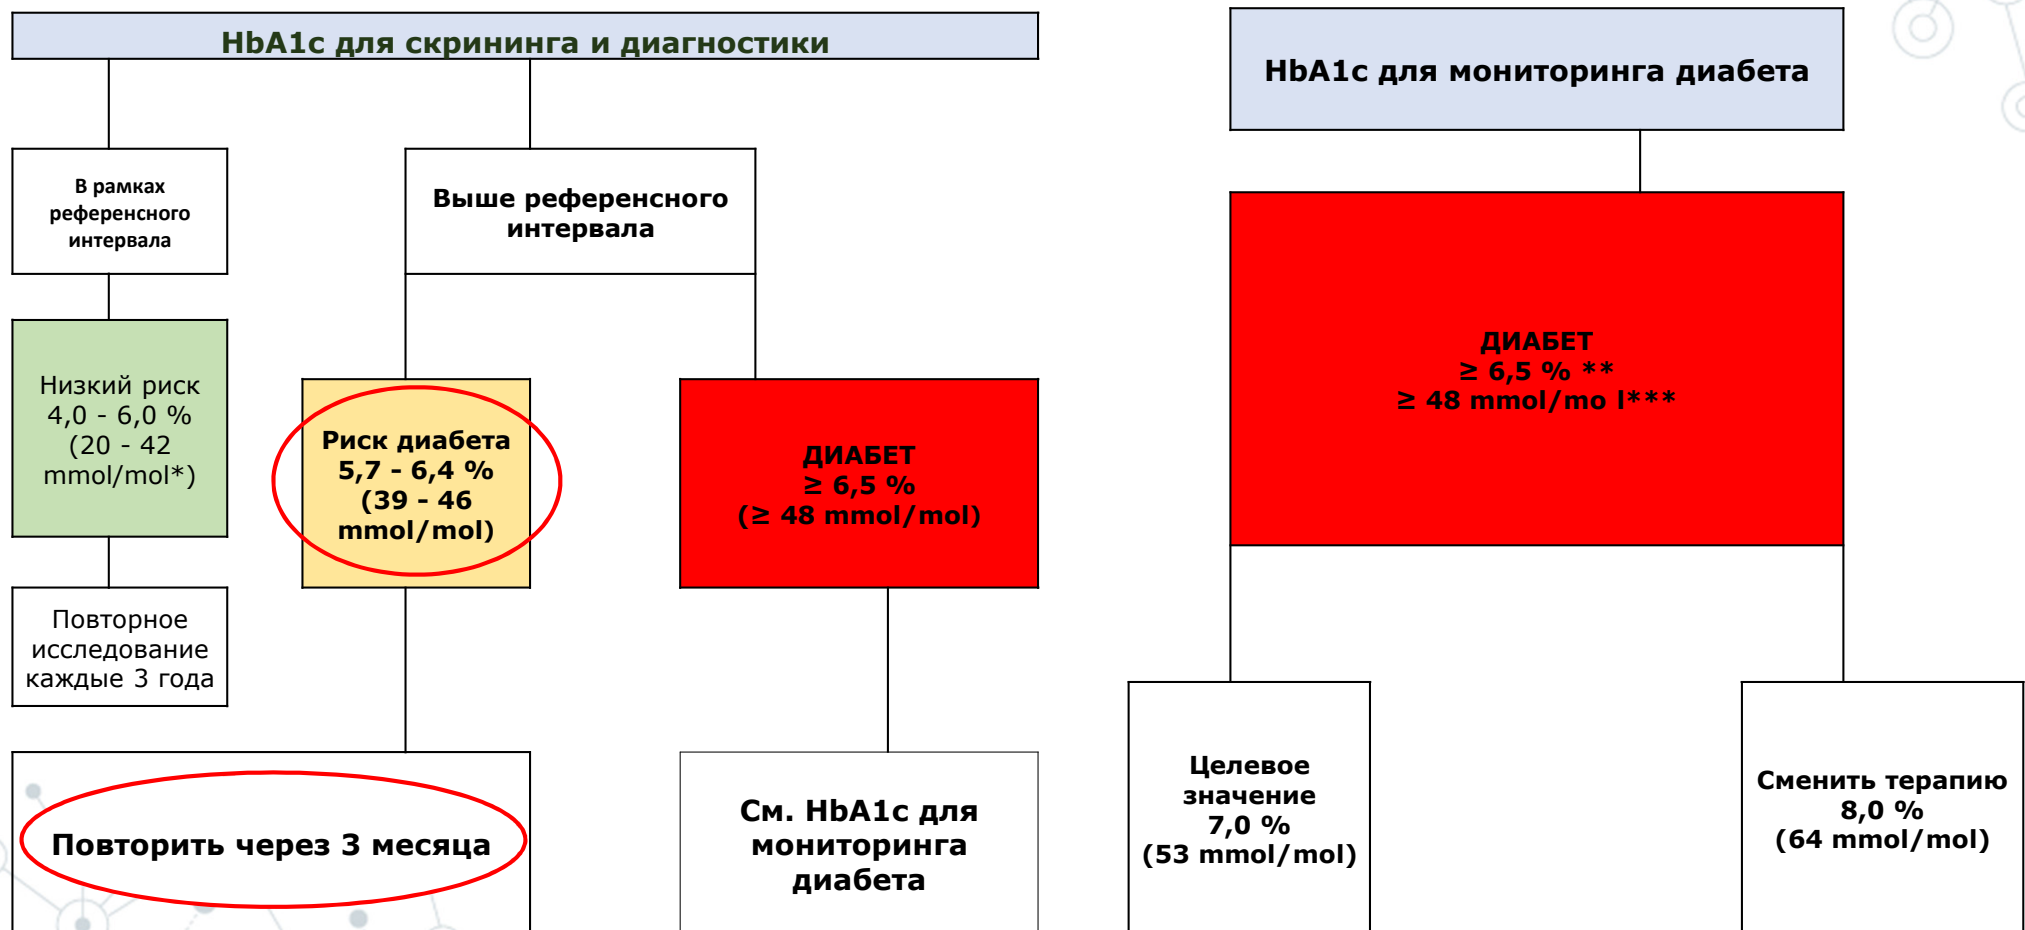 HbA1c для скрининга и диагностики
HbA1c для мониторинга диабета
В рамках
референсного
интервала
Выше референсного
интервала
Низкий риск
4,0 - 6,0 %
(20 - 42
mmol/mol*)
Риск диабета
5,7 - 6,4 %
(39 - 46
mmol/mol)
ДИАБЕТ
≥ 6,5 %
(≥ 48 mmol/mol)
ДИАБЕТ
≥ 6,5 % **
≥ 48 mmol/mo l***
Повторное
исследование
каждые 3 года
Повторить через 3 месяца
См. HbA1c для
мониторинга
диабета
Целевое
значение
7,0 %
(53 mmol/mol)
Сменить терапию
8,0 %
(64 mmol/mol)